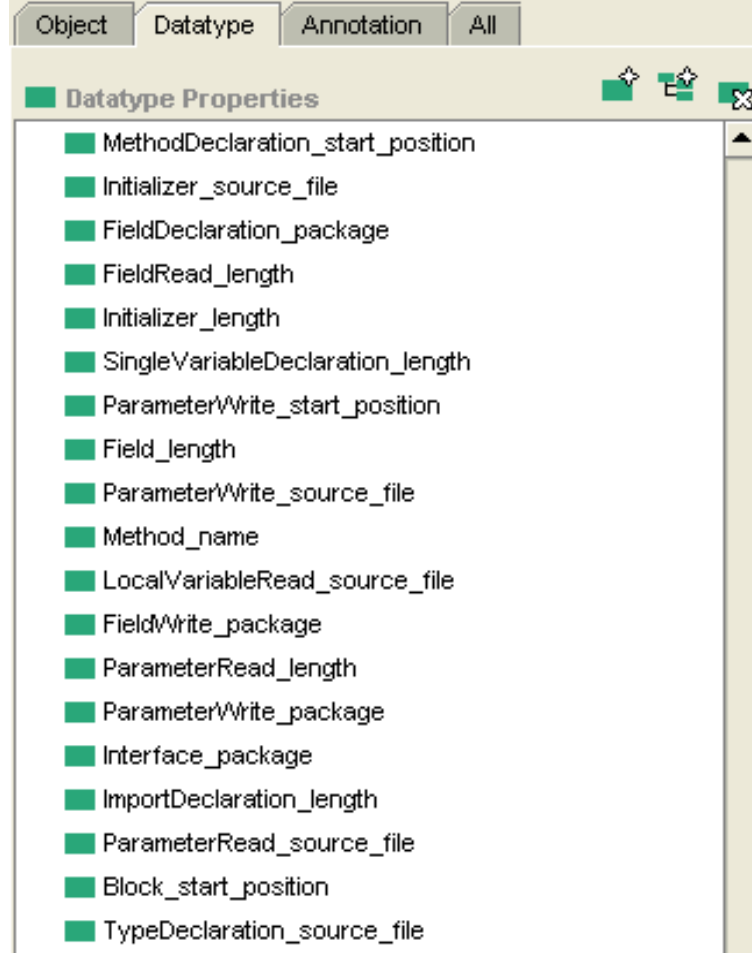 Object Datatype Annotation All
Datatype Properties
MethodDeclaration_start_position
Initializer_source_file
FieldDeclaration_package
FieldRead_length
Initializer_length
SingleVariableDeclaration_length
ParameterWrite_start_position
Field_length
ParameterWrite_source_file
Method_name
LocalVariableRead_source_file
FieldWrite_package
ParameterRead_length
ParameterWrite_package
Interface_package
ImportDeclaration_length
ParameterRead_source_file
Block_start_position
TypeDeclaration_source_file